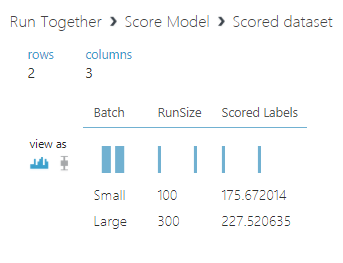 Run Together > Score Model > Scored dataset
rows columns
2 3
Batch RunSize Scored Labels
view as
Small 100 175.672014
Large 300 227.520635